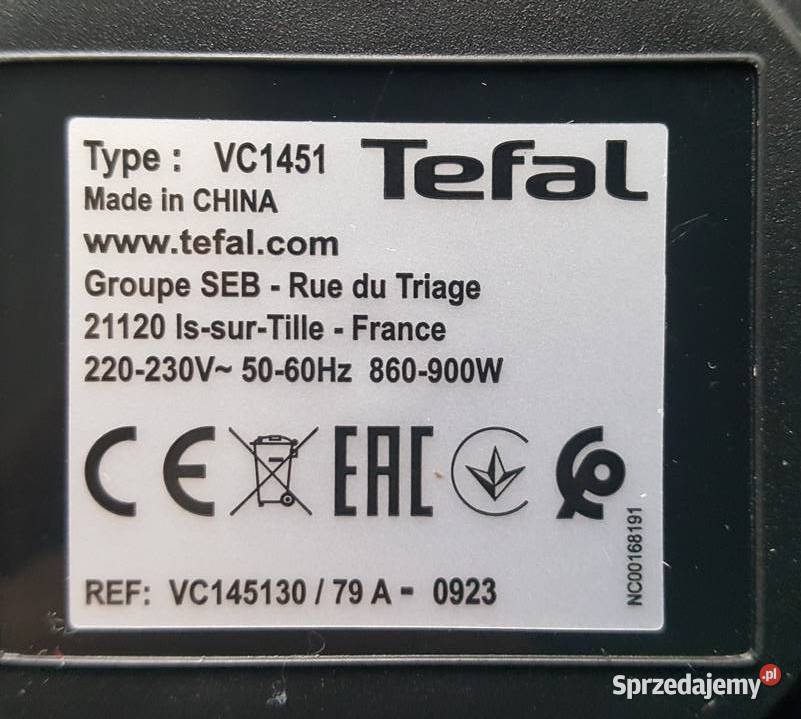 Type : VC1451 Tefal
Made in CHINA
www.tefal.com
Groupe SEB - Rue du Triage
21120 Is-sur-Tille - France
220-230V~ 50-60Hz 860-900W
CE EAC
NC00168191
REF: VC145130 / 79 A - 0923
Sprzedajemy.pl